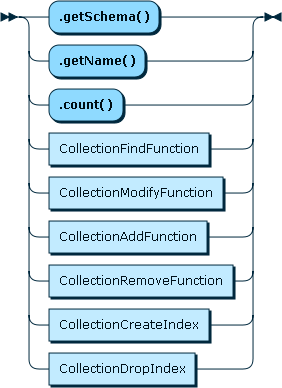 .getSchema()
.getName()
.count()
CollectionFindFunction
CollectionModifyFunction
CollectionAddFunction
CollectionRemoveFunction
CollectionCreateIndex
CollectionDropIndex